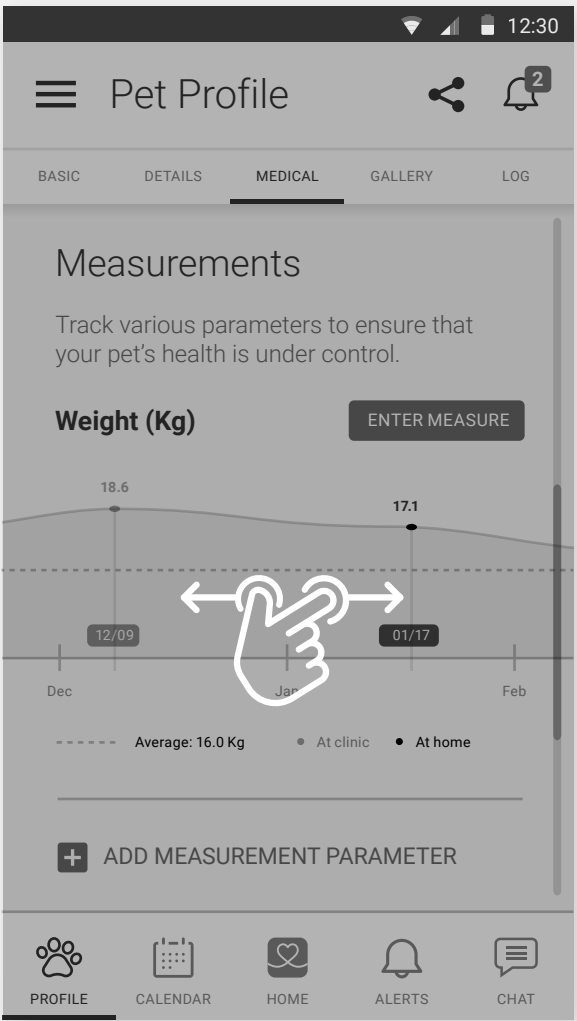 12:30
Pet Profile
2
BASIC DETAILS MEDICAL GALLERY LOG
Measurements
Track various parameters to ensure that
your pet's health is under control.
Weight (Kg) ENTER MEASURE
18.6
17.1
12/09 01/17
Dec Jan Feb
Average: 16.0 Kg At clinic At home
ADD MEASUREMENT PARAMETER
PROFILE CALENDAR HOME ALERTS CHAT